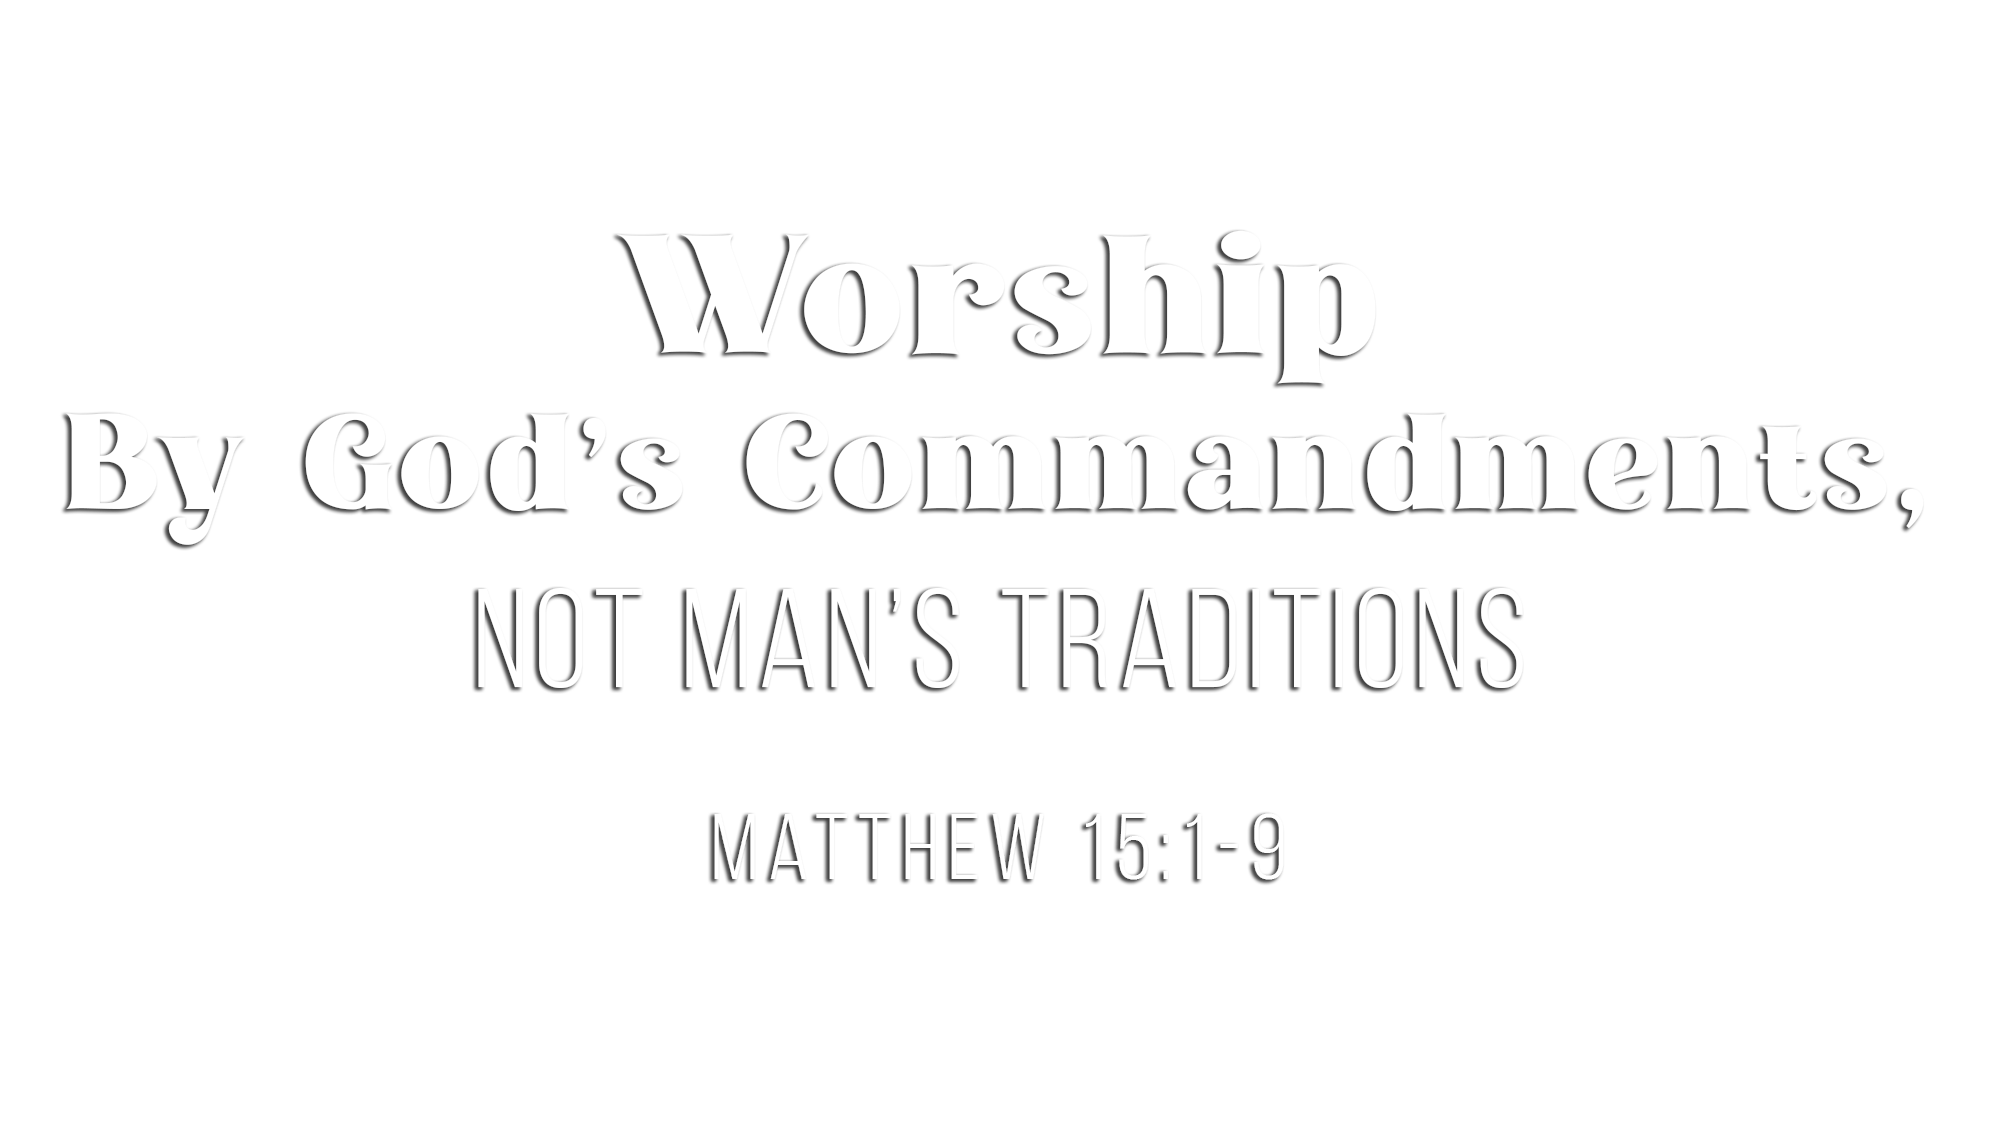 Worship
By God’s Commandments,
NOT MAN’S TRADITIONS
MATTHEW 15:1-9